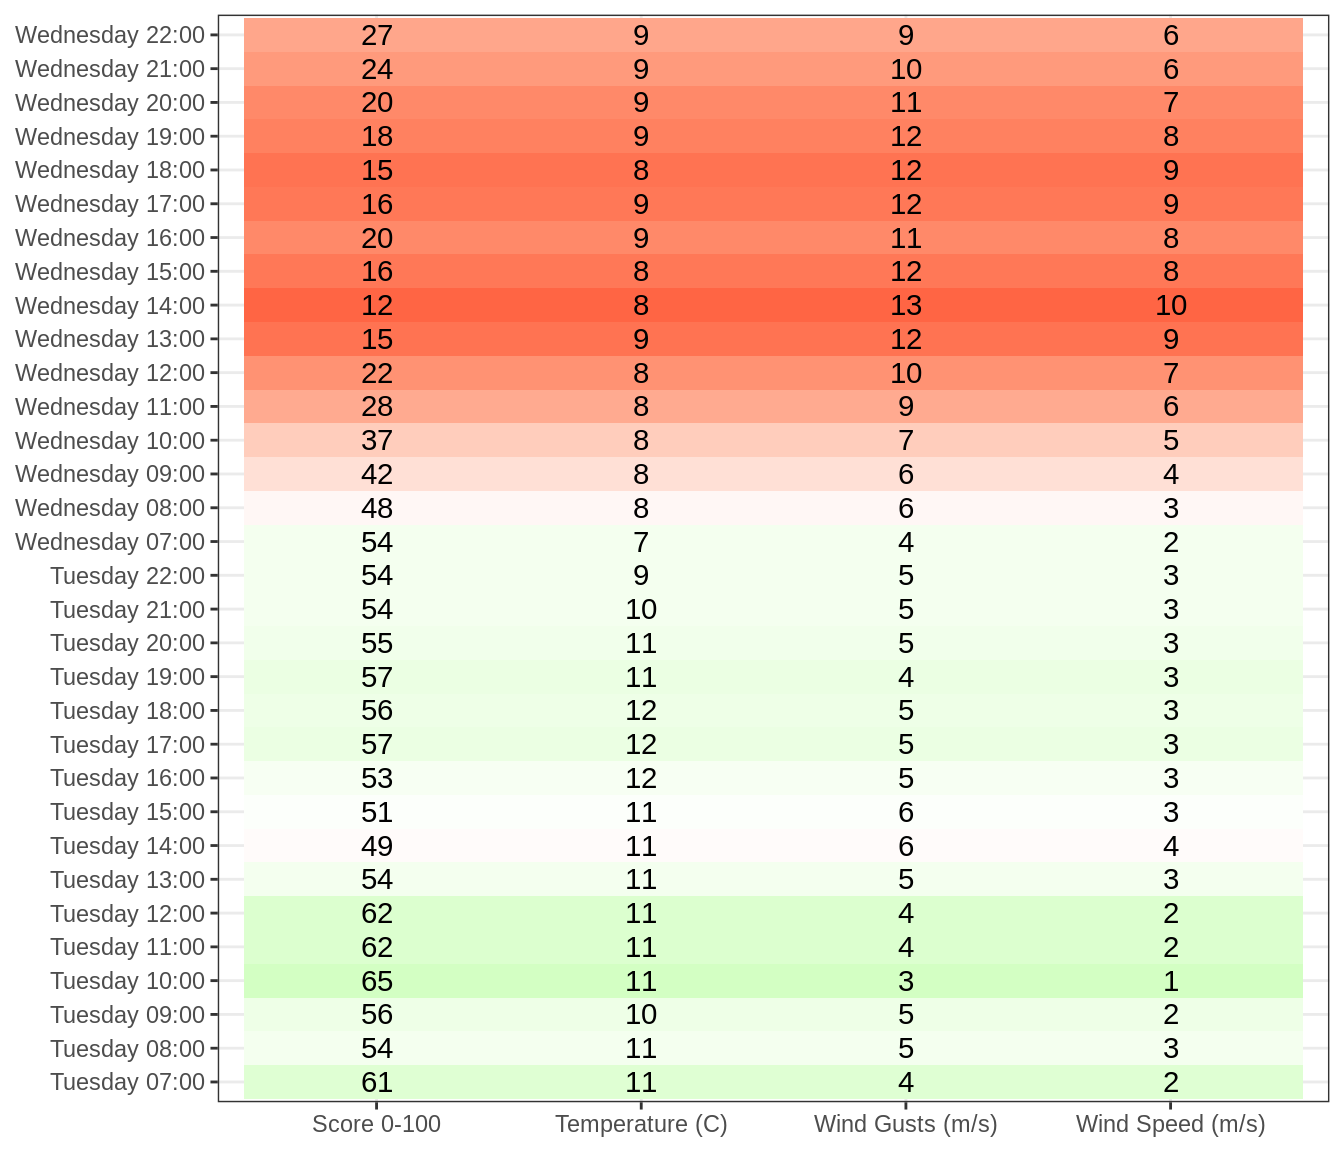 Wednesday 22:00 27 9 9 6
Wednesday 21:00 24 9 10 6
Wednesday 20:00 20 9 11 7
Wednesday 19:00 18 9 12 8
Wednesday 18:00 15 8 12 9
Wednesday 17:00 16 9 12 9
Wednesday 16:00 20 9 11 8
Wednesday 15:00 16 8 12 8
Wednesday 14:00 12 8 13 10
Wednesday 13:00 15 9 12 9
Wednesday 12:00 22 8 10 7
Wednesday 11:00 28 8 9 6
Wednesday 10:00 37 8 7 5
Wednesday 09:00 42 8 6 4
Wednesday 08:00 48 8 6 3
Wednesday 07:00 54 7 4 2
Tuesday 22:00 54 9 5 3
Tuesday 21:00 54 10 5 3
Tuesday 20:00 55 11 5 3
Tuesday 19:00 57 11 4 3
Tuesday 18:00 56 12 5 3
Tuesday 17:00 57 12 5 3
Tuesday 16:00 53 12 5 3
Tuesday 15:00 51 11 6 3
Tuesday 14:00 49 11 6 4
Tuesday 13:00 54 11 5 3
Tuesday 12:00 62 11 4 2
Tuesday 11:00 62 11 4 2
Tuesday 10:00 65 11 3 1
Tuesday 09:00 56 10 5 2
Tuesday 08:00 54 11 5 3
Tuesday 07:00 61 11 4 2
Score 0-100 Temperature (C) Wind Gusts (m/s) Wind Speed (m/s)